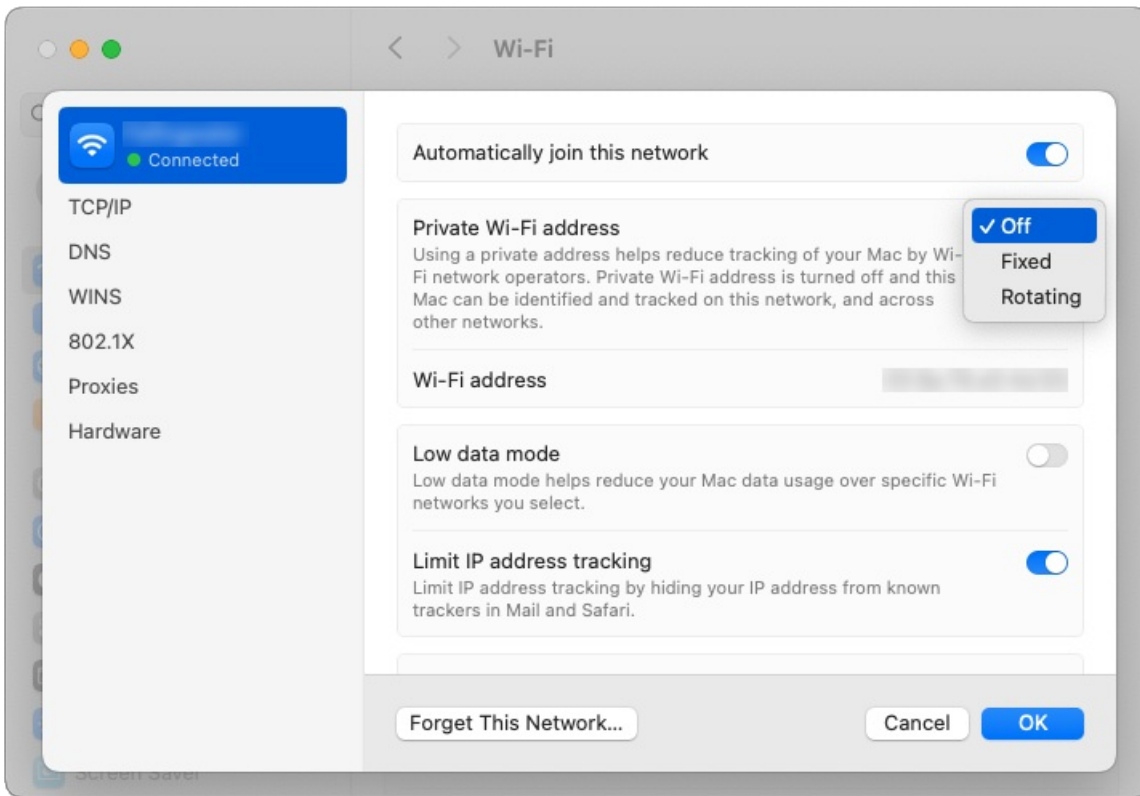 Wi-Fi
Connected
TCP/IP
DNS
WINS
802.1X
Proxies
Hardware
Automatically join this network
Private Wi-Fi address
Using a private address helps reduce tracking of your Mac by Wi-
Fi network operators. Private Wi-Fi address is turned off and this
Mac can be identified and tracked on this network, and across
other networks.
✓ Off
Fixed
Rotating
Wi-Fi address
Low data mode
Low data mode helps reduce your Mac data usage over specific Wi-Fi
networks you select.
Limit IP address tracking
Limit IP address tracking by hiding your IP address from known
trackers in Mail and Safari.
Forget This Network...
Cancel
OK
Screen Saver